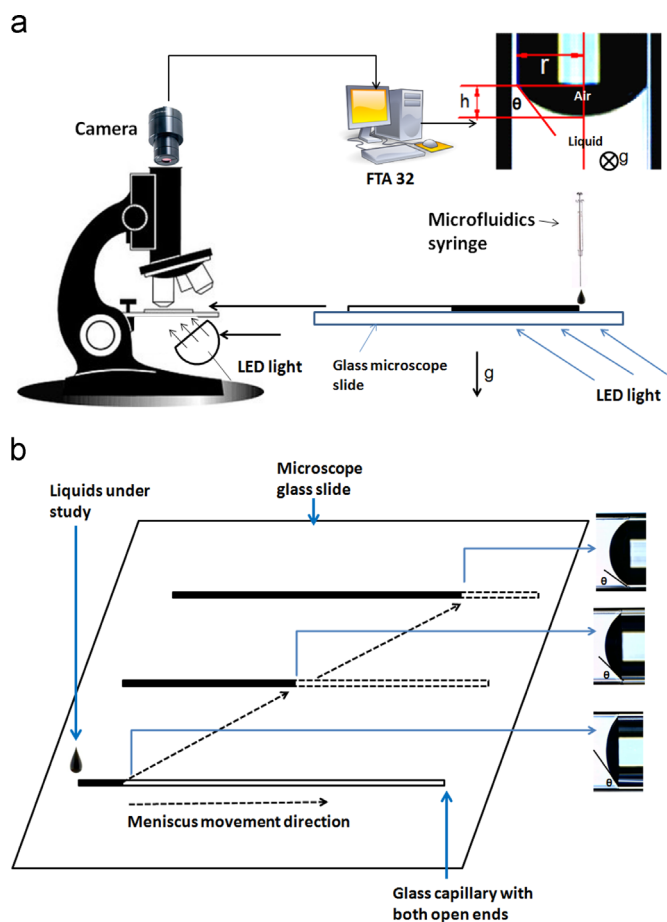 a
Camera
FTA 32
r
h
θ
Air
Liquid
g
Microfluidics
syringe
LED light
Glass microscope
slide
g
LED light
b
Liquids under
study
Microscope
glass slide
θ
θ
θ
Meniscus movement direction
Glass capillary with
both open ends